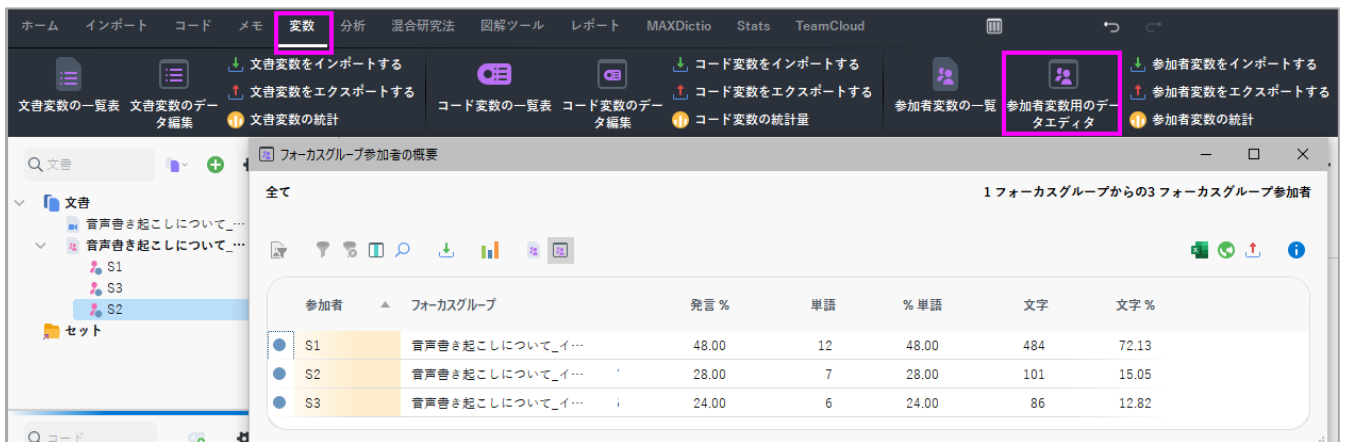 ホーム インポート コード メモ 変数 分析 混合研究法 図解ツール レポート MAXDictio Stats TeamCloud
文書変数の一覧表 文書変数のデータ編集
文書変数をインポートする
文書変数をエクスポートする
文書変数の統計
コード変数の一覧表 コード変数のデータ編集
コード変数をインポートする
コード変数をエクスポートする
コード変数の統計量
参加者変数の一覧 参加者変数用のデータエディタ
参加者変数をインポートする
参加者変数をエクスポートする
参加者変数の統計
文書
文書
音声書き起こしについて_…
音声書き起こしについて_…
S1
S3
S2
セット
コード
フォーカスグループ参加者の概要
全て 1 フォーカスグループからの3 フォーカスグループ参加者
参加者 フォーカスグループ 発言 % 単語 % 単語 文字 文字 %
S1 音声書き起こしについて_イ… 48.00 12 48.00 484 72.13
S2 音声書き起こしについて_イ… 28.00 7 28.00 101 15.05
S3 音声書き起こしについて_イ… 24.00 6 24.00 86 12.82